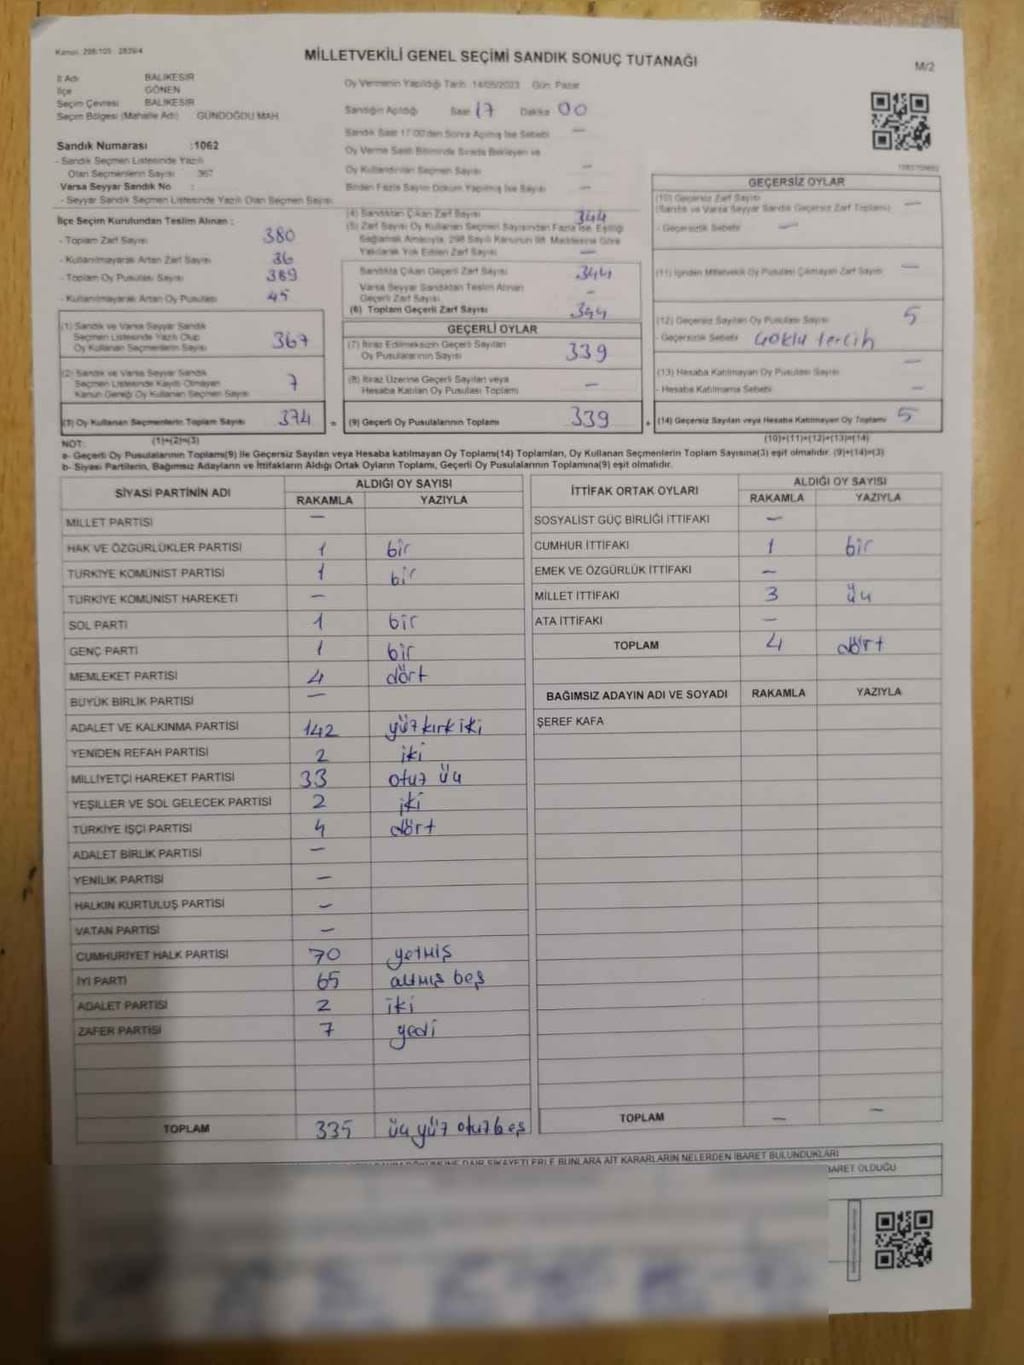 Kanun: 298/105 2839/4
MİLLETVEKİLİ GENEL SEÇİMİ SANDIK SONUÇ TUTANAĞI
M/2
İl Adı BALIKESİR
İlçe GÖNEN
Seçim Çevresi BALIKESİR
Seçim Bölgesi (Mahalle Adı) GÜNDOĞDU MAH.
Oy Vermenin Yapıldığı Tarih: 14/05/2023 Gün: Pazar
Sandığın Açıldığı Saat 17 Dakika 00
Sandık Saat 17:00'den Sonra Açılmış İse Sebebi —
Oy Verme Saati Bitiminde Sırada Bekleyen ve
Oy Kullandırılan Seçmen Sayısı —
Birden Fazla Sayım Döküm Yapılmış İse Sayısı —
Sandık Numarası :1062
- Sandık Seçmen Listesinde Yazılı
Olan Seçmenlerin Sayısı 367
Varsa Seyyar Sandık No :
- Seyyar Sandık Seçmen Listesinde Yazılı Olan Seçmen Sayısı
İlçe Seçim Kurulundan Teslim Alınan :
- Toplam Zarf Sayısı 380
- Kullanılmayarak Artan Zarf Sayısı 36
- Toplam Oy Pusulası Sayısı 389
- Kullanılmayarak Artan Oy Pusulası 45
(1) Sandık ve Varsa Seyyar Sandık
Seçmen Listesinde Yazılı Olup
Oy Kullanan Seçmenlerin Sayısı 367
(2) Sandık ve Varsa Seyyar Sandık
Seçmen Listesinde Kayıtlı Olmayan
Kanun Gereği Oy Kullanan Seçmen Sayısı 7
(3) Oy Kullanan Seçmenlerin Toplam Sayısı 374 =
(1)+(2)=(3)
(4) Sandıktan Çıkan Zarf Sayısı 344
(5) Zarf Sayısı Oy Kullanan Seçmen Sayısından Fazla İse, Eşitliği
Sağlamak Amacıyla, 298 Sayılı Kanunun 98. Maddesine Göre
Yakılarak Yok Edilen Zarf Sayısı —
Sandıkta Çıkan Geçerli Zarf Sayısı 344
Varsa Seyyar Sandıktan Teslim Alınan
Geçerli Zarf Sayısı —
(6) Toplam Geçerli Zarf Sayısı 344
GEÇERLİ OYLAR
(7) İtiraz Edilmeksizin Geçerli Sayılan
Oy Pusulalarının Sayısı 339
(8) İtiraz Üzerine Geçerli Sayılan veya
Hesaba Katılan Oy Pusulası Toplamı —
(9) Geçerli Oy Pusulalarının Toplamı 339 +
GEÇERSİZ OYLAR
(10) Geçersiz Zarf Sayısı
(Sandık ve Varsa Seyyar Sandık Geçersiz Zarf Toplamı) —
- Geçersizlik Sebebi —
(11) İçinden Milletvekili Oy Pusulası Çıkmayan Zarf Sayısı —
(12) Geçersiz Sayılan Oy Pusulası Sayısı 5
- Geçersizlik Sebebi Çoklu tercih
(13) Hesaba Katılmayan Oy Pusulası Sayısı —
- Hesaba Katılmama Sebebi —
(14) Geçersiz Sayılan veya Hesaba Katılmayan Oy Toplamı 5
(10)+(11)+(12)+(13)=(14)
NOT:
a- Geçerli Oy Pusulalarının Toplamı(9) ile Geçersiz Sayılan veya Hesaba katılmayan Oy Toplamı(14) Toplamları, Oy Kullanan Seçmenlerin Toplam Sayısına(3) eşit olmalıdır. (9)+(14)=(3)
b- Siyasi Partilerin, Bağımsız Adayların ve İttifakların Aldığı Ortak Oyların Toplamı, Geçerli Oy Pusulalarının Toplamına(9) eşit olmalıdır.
SİYASİ PARTİNİN ADI ALDIĞI OY SAYISI
RAKAMLA YAZIYLA
MİLLET PARTİSİ —
HAK VE ÖZGÜRLÜKLER PARTİSİ 1 bir
TÜRKİYE KOMÜNİST PARTİSİ 1 bir
TÜRKİYE KOMÜNİST HAREKETİ —
SOL PARTİ 1 bir
GENÇ PARTİ 1 bir
MEMLEKET PARTİSİ 4 dört
BÜYÜK BİRLİK PARTİSİ —
ADALET VE KALKINMA PARTİSİ 142 yüz kırk iki
YENİDEN REFAH PARTİSİ 2 iki
MİLLİYETÇİ HAREKET PARTİSİ 33 otuz üç
YEŞİLLER VE SOL GELECEK PARTİSİ 2 iki
TÜRKİYE İŞÇİ PARTİSİ 4 dört
ADALET BİRLİK PARTİSİ —
YENİLİK PARTİSİ —
HALKIN KURTULUŞ PARTİSİ —
VATAN PARTİSİ —
CUMHURİYET HALK PARTİSİ 70 yetmiş
İYİ PARTİ 65 altmış beş
ADALET PARTİSİ 2 iki
ZAFER PARTİSİ 7 yedi
TOPLAM 335 üç yüz otuz beş
İTTİFAK ORTAK OYLARI ALDIĞI OY SAYISI
RAKAMLA YAZIYLA
SOSYALİST GÜÇ BİRLİĞİ İTTİFAKI —
CUMHUR İTTİFAKI 1 bir
EMEK VE ÖZGÜRLÜK İTTİFAKI —
MİLLET İTTİFAKI 3 üç
ATA İTTİFAKI —
TOPLAM 4 dört
BAĞIMSIZ ADAYIN ADI VE SOYADI RAKAMLA YAZIYLA
ŞEREF KAFA
TOPLAM — —
ŞİKAYETLERLE BUNLARA AİT KARARLARIN NELERDEN İBARET BULUNDUKLARI
İBARET OLDUĞU